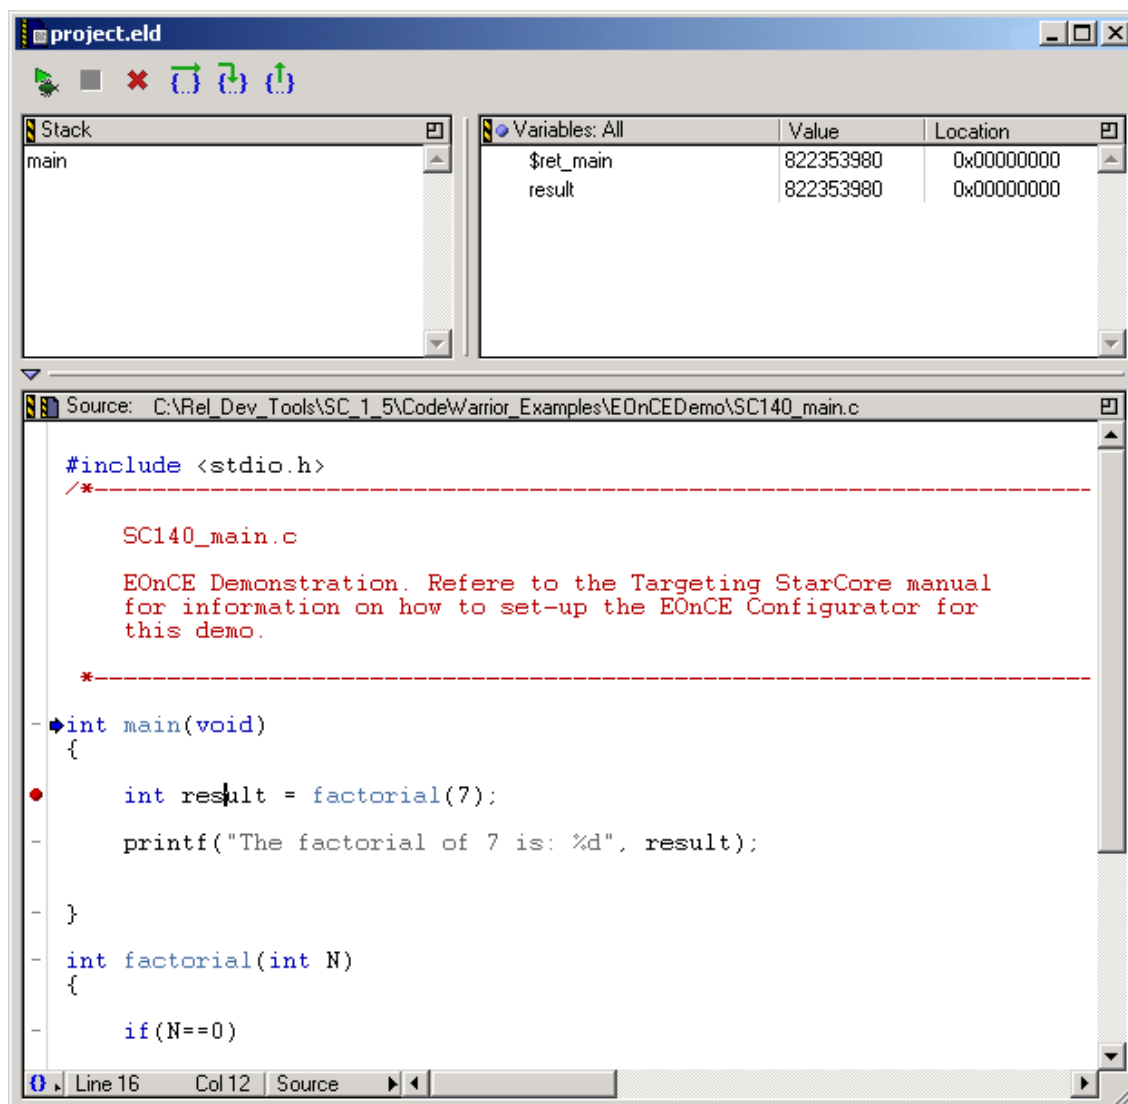 project.eld
Stack
Variables: All Value Location
main
$ret_main 822353980 0x00000000
result 822353980 0x00000000
Source: C:\Rel_Dev_Tools\SC_1_5\CodeWarrior_Examples\EOnCEDemo\SC140_main.c
#include <stdio.h>
/*----------------------------------------------------------------------
SC140_main.c
EOnCE Demonstration. Refere to the Targeting StarCore manual
for information on how to set-up the EOnCE Configurator for
this demo.
*----------------------------------------------------------------------
int main(void)
{
int result = factorial(7);
printf("The factorial of 7 is: %d", result);
}
int factorial(int N)
{
if(N==0)
Line 16 Col 12 Source